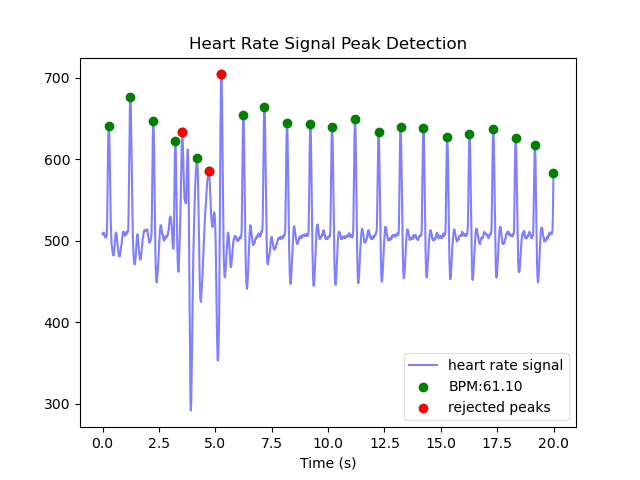 Heart Rate Signal Peak Detection
700
600
500
400
300
heart rate signal
BPM:61.10
rejected peaks
0.0 2.5 5.0 7.5 10.0 12.5 15.0 17.5 20.0
Time (s)